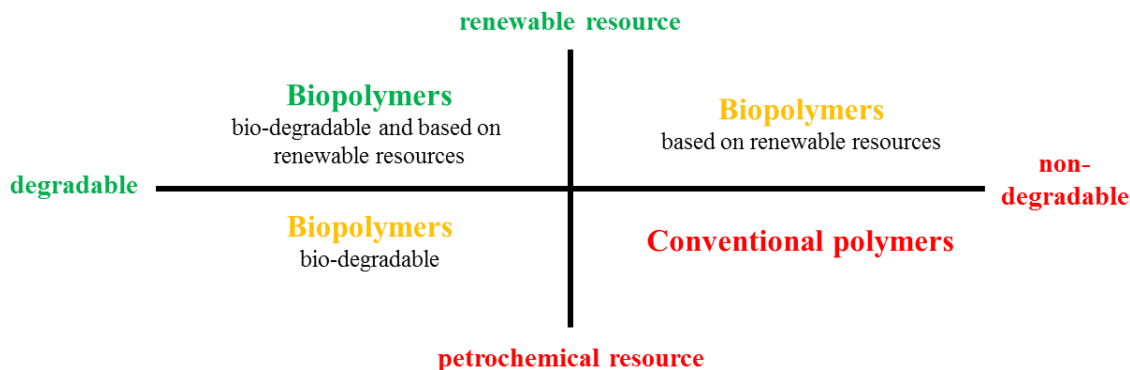 renewable resource
Biopolymers
bio-degradable and based on
renewable resources
Biopolymers
based on renewable resources
degradable
non-
degradable
Biopolymers
bio-degradable
Conventional polymers
petrochemical resource